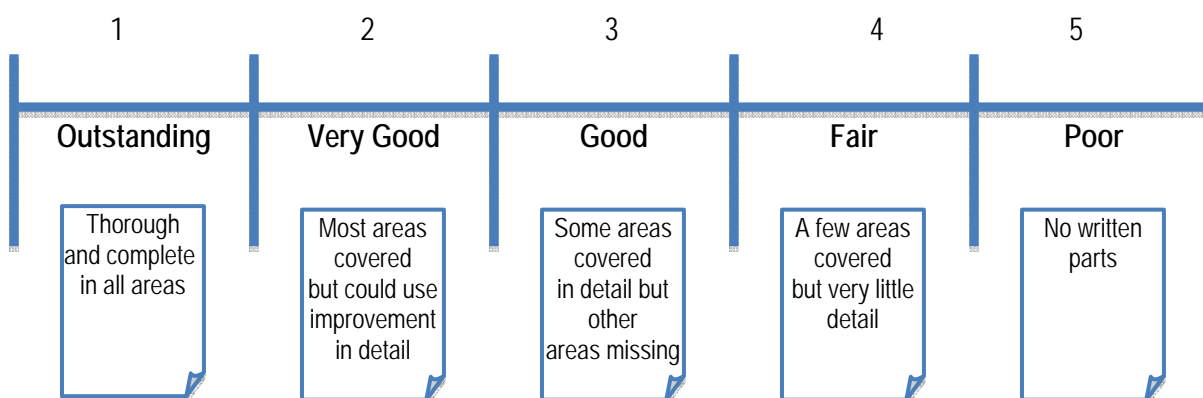 1 2 3 4 5
Outstanding Very Good Good Fair Poor
Thorough
and complete
in all areas
Most areas
covered
but could use
improvement
in detail
Some areas
covered
in detail but
other
areas missing
A few areas
covered
but very little
detail
No written
parts